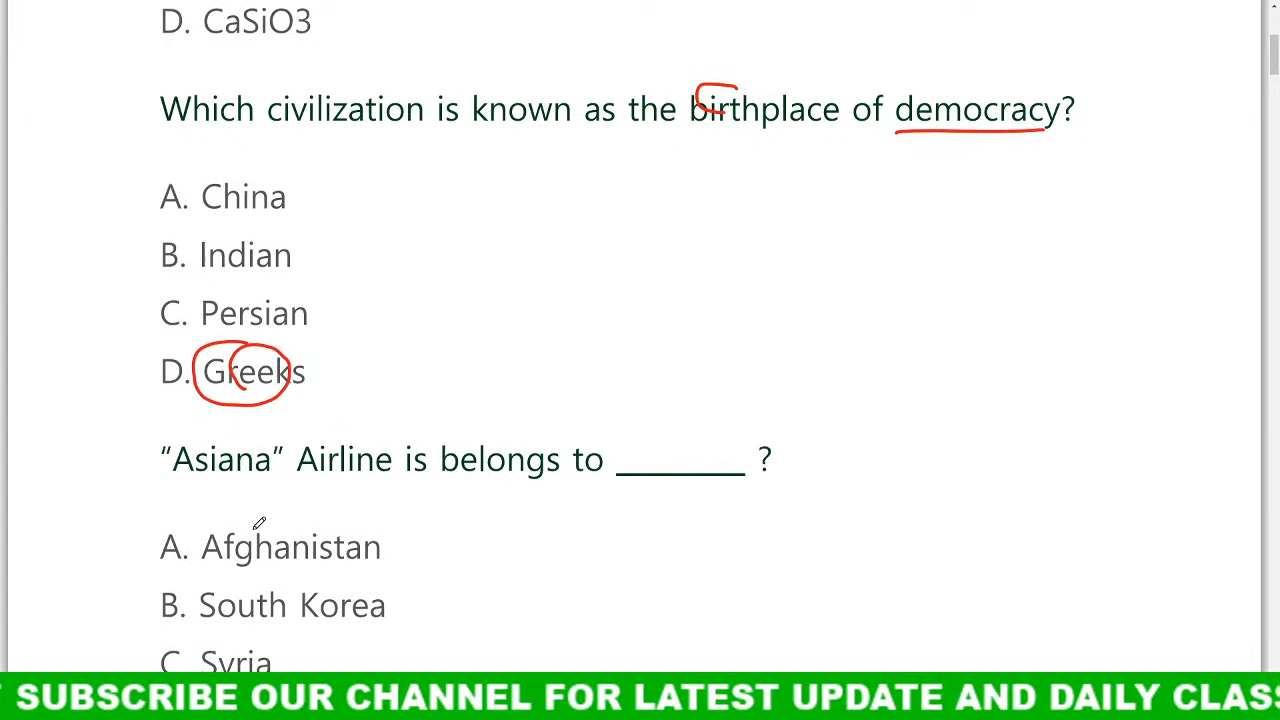 D. CaSiO3
Which civilization is known as the birthplace of democracy?
A. China
B. Indian
C. Persian
D. Greeks
“Asiana” Airline is belongs to ________ ?
A. Afghanistan
B. South Korea
C. Syria
SUBSCRIBE OUR CHANNEL FOR LATEST UPDATE AND DAILY CLAS